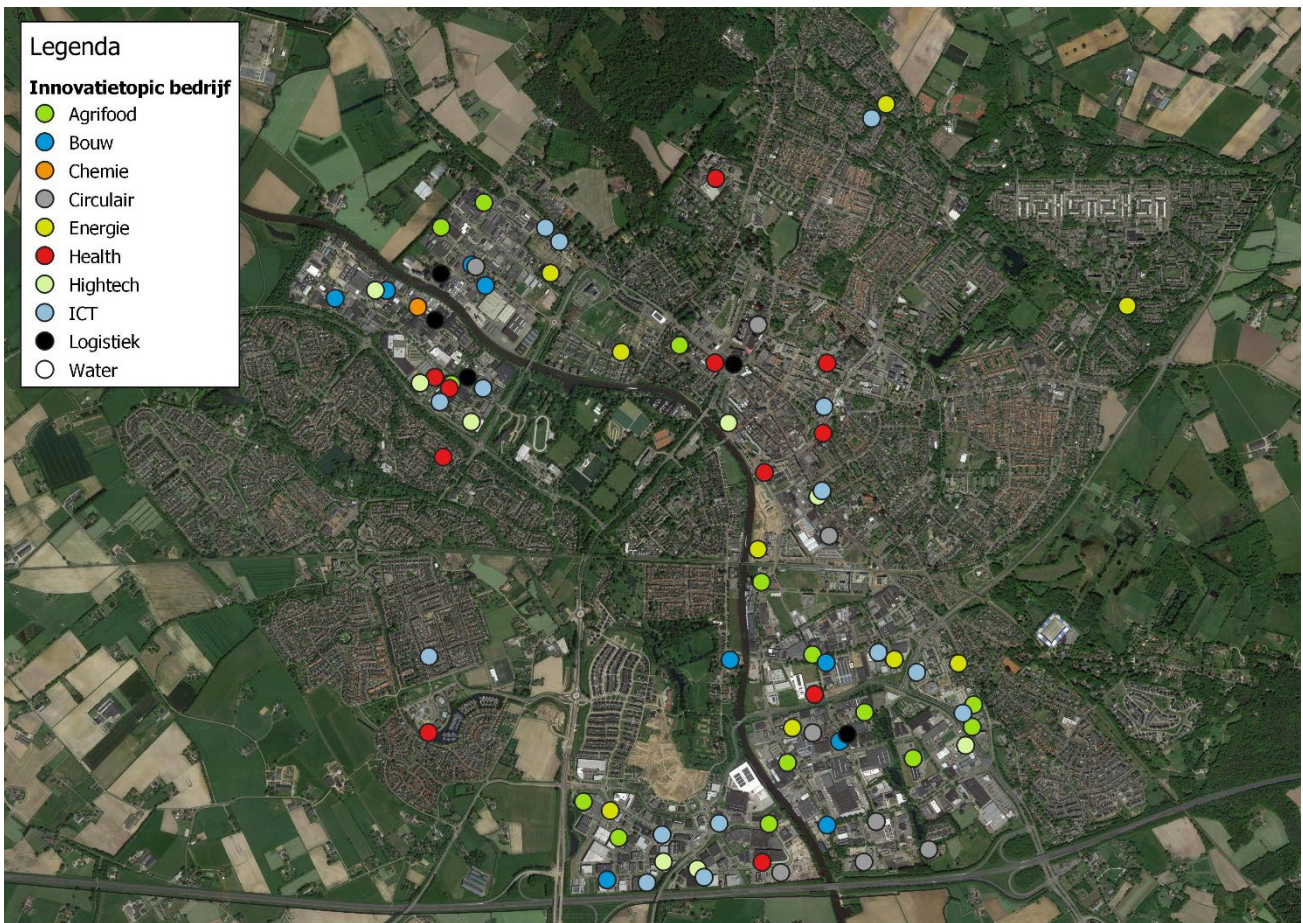 Legenda
Innovatietopic bedrijf
Agrifood
Bouw
Chemie
Circulair
Energie
Health
Hightech
ICT
Logistiek
Water